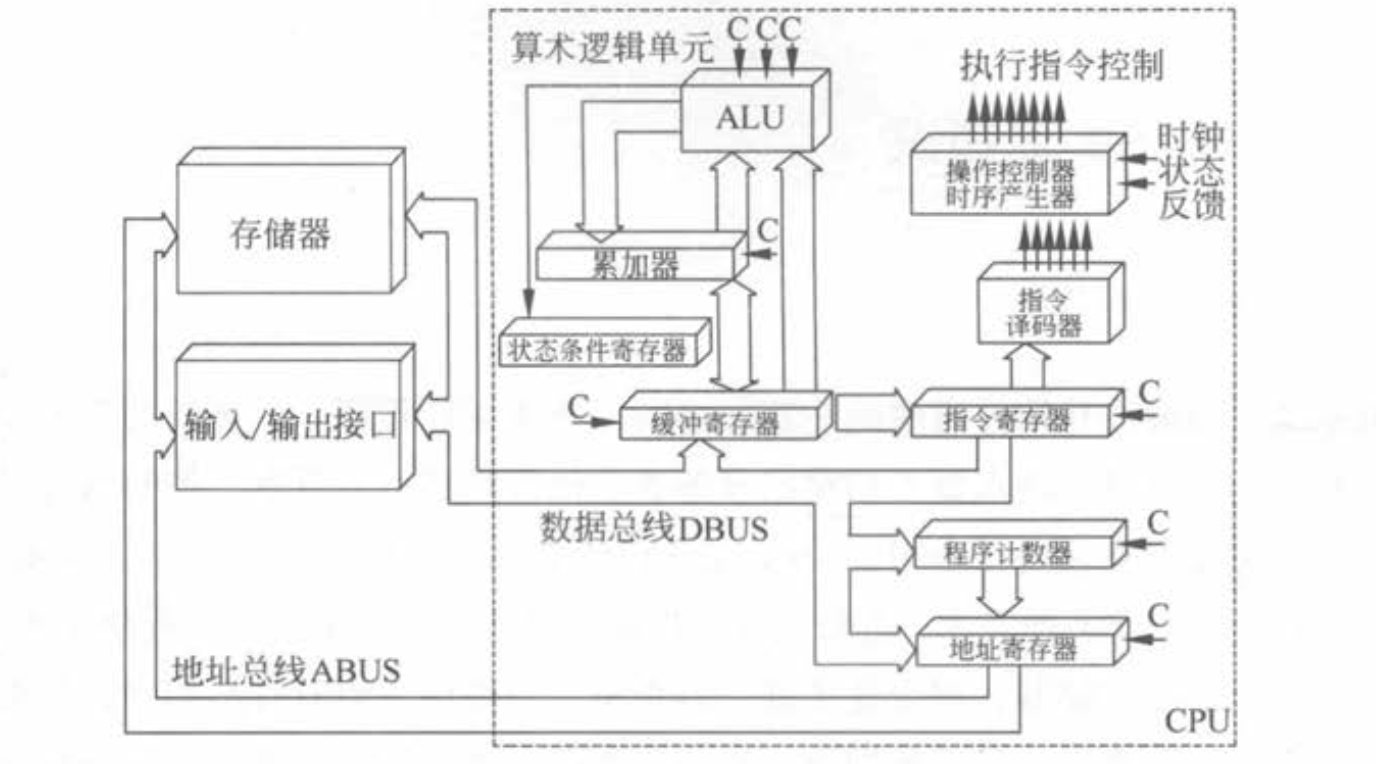 算术逻辑单元
C CC
ALU
执行指令控制
时钟
状态
反馈
操作控制器
时序产生器
存储器
C
累加器
指令
译码器
状态条件寄存器
输入/输出接口
C
缓冲寄存器
指令寄存器
C
数据总线DBUS
程序计数器
C
地址寄存器
C
地址总线ABUS
CPU